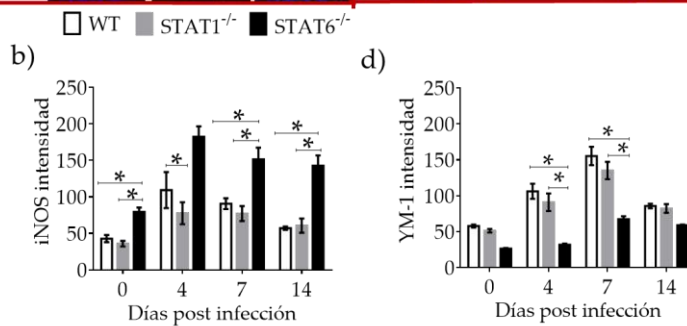 WT STAT1-/- STAT6-/-
b)
iNOS intensidad
250
200
150
100
50
0
* * * * * * *
0 4 7 14
Días post infección
d)
YM-1 intensidad
250
200
150
100
50
0
* * * *
0 4 7 14
Días post infección